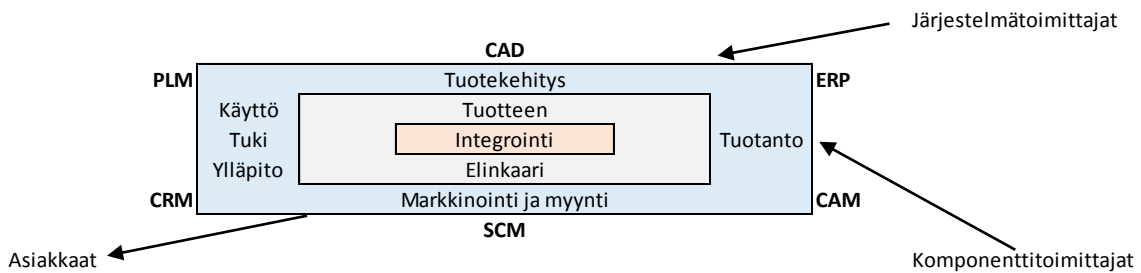 Järjestelmätoimittajat
CAD
PLM
Tuotekehitys
ERP
Käyttö
Tuotteen
Tuki
Integrointi
Tuotanto
Ylläpito
Elinkaari
CRM
Markkinointi ja myynti
CAM
SCM
Asiakkaat
Komponenttitoimittajat